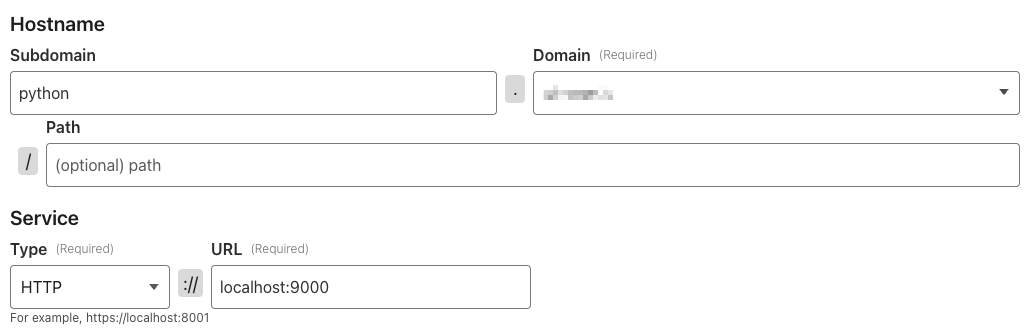 Hostname
Subdomain Domain (Required)
python .
Path
/ (optional) path
Service
Type (Required) URL (Required)
HTTP :// localhost:9000
For example, https://localhost:8001